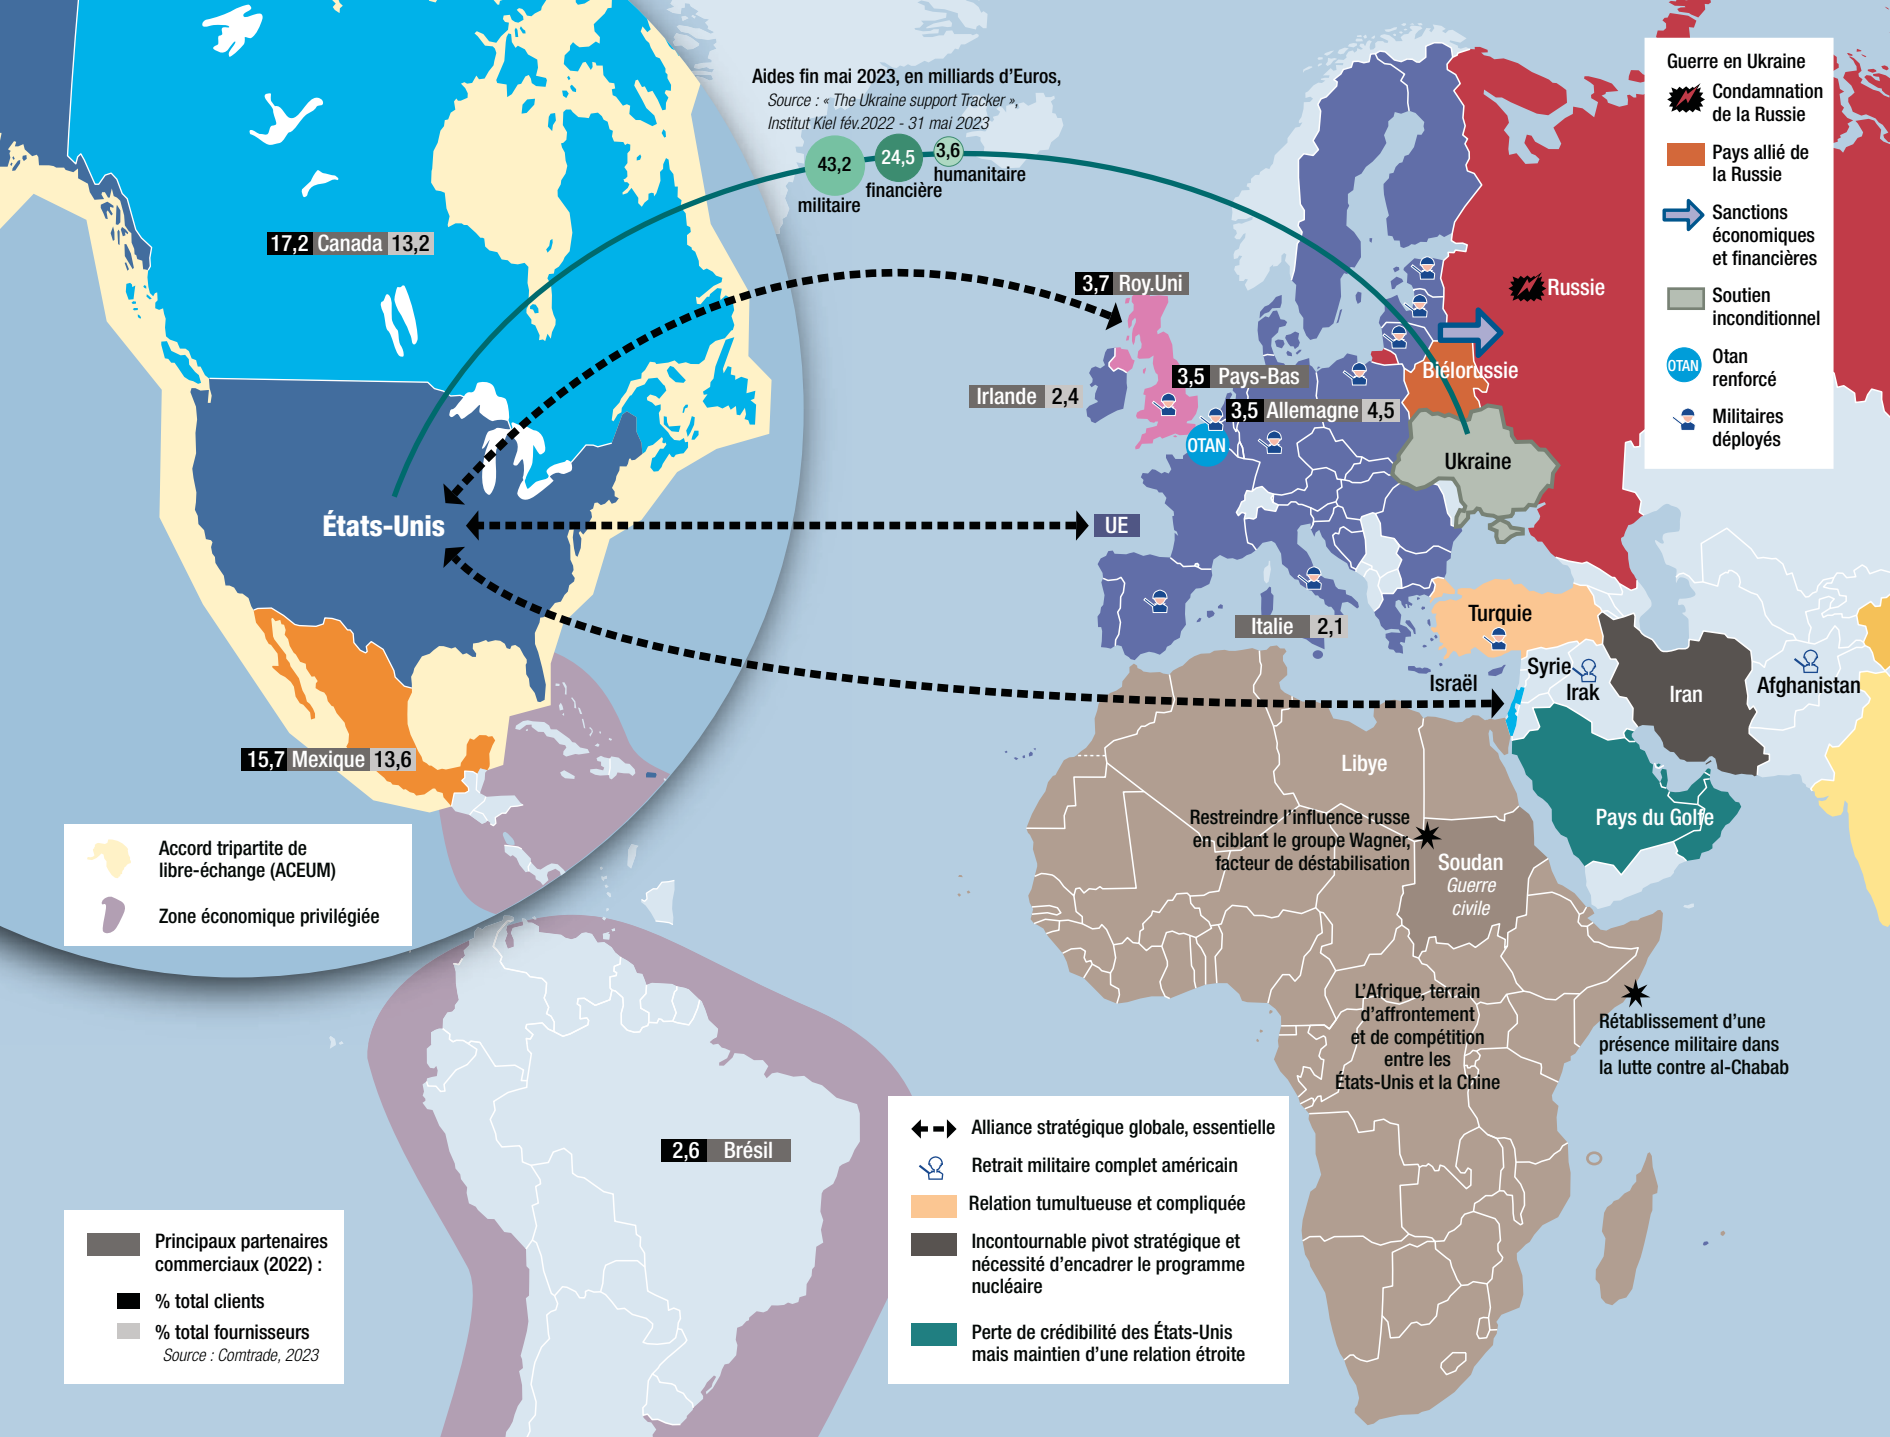 Aides fin mai 2023, en milliards d’Euros,
Source : « The Ukraine support Tracker »,
Institut Kiel fév.2022 - 31 mai 2023
43,2
24,5
3,6
militaire
financière
humanitaire
Guerre en Ukraine
Condamnation
de la Russie
Pays allié de
la Russie
Sanctions
économiques
et financières
Soutien
inconditionnel
OTAN
Otan
renforcé
Militaires
déployés
17,2 Canada 13,2
3,7 Roy.Uni
Russie
Biélorussie
3,5 Pays-Bas
Irlande 2,4
3,5 Allemagne 4,5
OTAN
Ukraine
États-Unis
UE
Turquie
Italie 2,1
Syrie
Israël
Irak
Iran
Afghanistan
15,7 Mexique 13,6
Libye
Restreindre l’influence russe
en ciblant le groupe Wagner,
facteur de déstabilisation
Pays du Golfe
Soudan
Guerre
civile
Accord tripartite de
libre-échange (ACEUM)
Zone économique privilégiée
L’Afrique, terrain
d’affrontement
et de compétition
entre les
États-Unis et la Chine
Rétablissement d’une
présence militaire dans
la lutte contre al-Chabab
2,6 Brésil
Alliance stratégique globale, essentielle
Retrait militaire complet américain
Relation tumultueuse et compliquée
Incontournable pivot stratégique et
nécessité d’encadrer le programme
nucléaire
Perte de crédibilité des États-Unis
mais maintien d’une relation étroite
Principaux partenaires
commerciaux (2022) :
% total clients
% total fournisseurs
Source : Comtrade, 2023